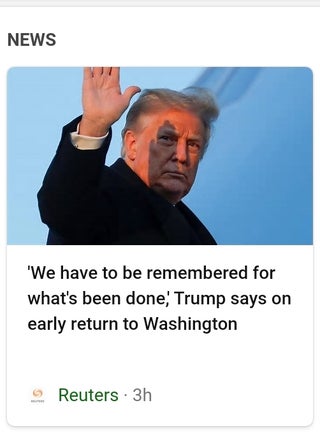 NEWS
'We have to be remembered for
what's been done,' Trump says on
early return to Washington
REUTERS
Reuters · 3h